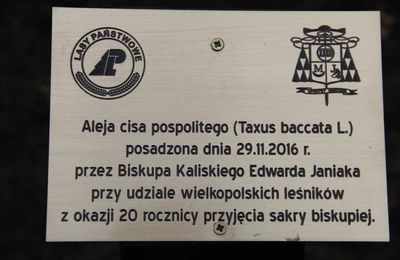 LASY PAŃSTWOWE
Aleja cisa pospolitego (Taxus baccata L.)
posadzona dnia 29.11.2016 r.
przez Biskupa Kaliskiego Edwarda Janiaka
przy udziale wielkopolskich leśników
z okazji 20 rocznicy przyjęcia sakry biskupiej.